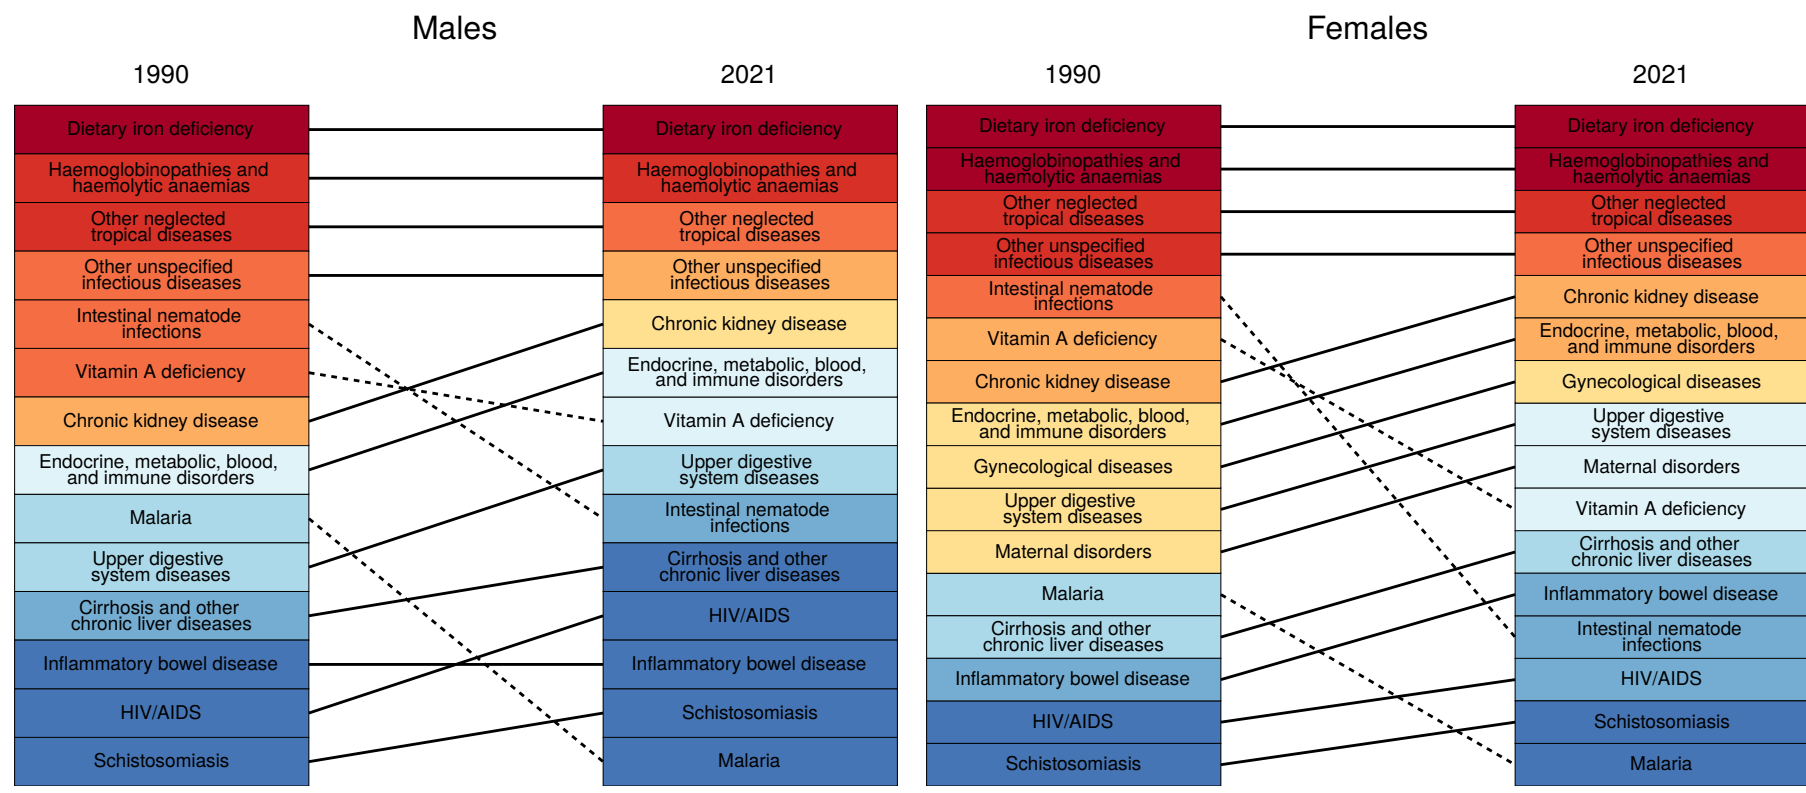 Males
1990
2021
Dietary iron deficiency
Haemoglobinopathies and
haemolytic anaemias
Other neglected
tropical diseases
Other unspecified
infectious diseases
Intestinal nematode
infections
Vitamin A deficiency
Chronic kidney disease
Endocrine, metabolic, blood,
and immune disorders
Malaria
Upper digestive
system diseases
Cirrhosis and other
chronic liver diseases
Inflammatory bowel disease
HIV/AIDS
Schistosomiasis
Dietary iron deficiency
Haemoglobinopathies and
haemolytic anaemias
Other neglected
tropical diseases
Other unspecified
infectious diseases
Chronic kidney disease
Endocrine, metabolic, blood,
and immune disorders
Vitamin A deficiency
Upper digestive
system diseases
Intestinal nematode
infections
Cirrhosis and other
chronic liver diseases
HIV/AIDS
Inflammatory bowel disease
Schistosomiasis
Malaria
Females
1990
2021
Dietary iron deficiency
Haemoglobinopathies and
haemolytic anaemias
Other neglected
tropical diseases
Other unspecified
infectious diseases
Intestinal nematode
infections
Vitamin A deficiency
Chronic kidney disease
Endocrine, metabolic, blood,
and immune disorders
Gynecological diseases
Upper digestive
system diseases
Maternal disorders
Malaria
Cirrhosis and other
chronic liver diseases
Inflammatory bowel disease
HIV/AIDS
Schistosomiasis
Dietary iron deficiency
Haemoglobinopathies and
haemolytic anaemias
Other neglected
tropical diseases
Other unspecified
infectious diseases
Chronic kidney disease
Endocrine, metabolic, blood,
and immune disorders
Gynecological diseases
Upper digestive
system diseases
Maternal disorders
Vitamin A deficiency
Cirrhosis and other
chronic liver diseases
Inflammatory bowel disease
Intestinal nematode
infections
HIV/AIDS
Schistosomiasis
Malaria